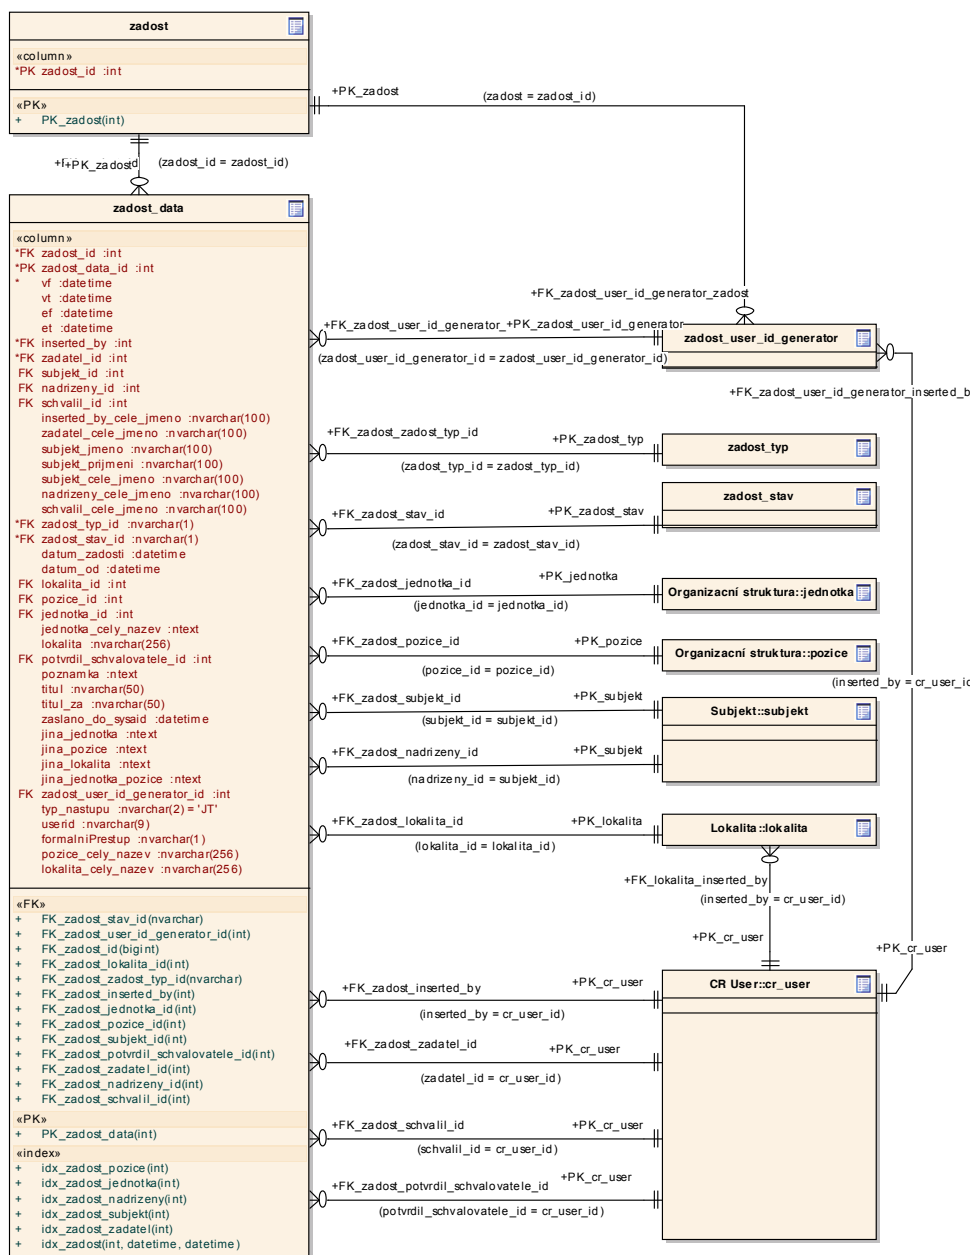 zadost
«column»
*PK zadost_id :int
«PK»
+ PK_zadost(int)
+PK_zadost
(zadost = zadost_id)
+PK_zadost
(zadost_id = zadost_id)
zadost_data
«column»
*FK zadost_id :int
*PK zadost_data_id :int
* vf :datetime
vt :datetime
ef :datetime
et :datetime
*FK inserted_by :int
*FK zadatel_id :int
FK subjekt_id :int
FK nadrizeny_id :int
FK schvalil_id :int
inserted_by_cele_jmeno :nvarchar(100)
zadatel_cele_jmeno :nvarchar(100)
subjekt_jmeno :nvarchar(100)
subjekt_prijmeni :nvarchar(100)
subjekt_cele_jmeno :nvarchar(100)
nadrizeny_cele_jmeno :nvarchar(100)
schvalil_cele_jmeno :nvarchar(100)
*FK zadost_typ_id :nvarchar(1)
*FK zadost_stav_id :nvarchar(1)
datum_zadosti :datetime
datum_od :datetime
FK lokalita_id :int
FK pozice_id :int
FK jednotka_id :int
jednotka_cely_nazev :ntext
lokalita :nvarchar(256)
FK potvrdil_schvalovatele_id :int
poznamka :ntext
titul :nvarchar(50)
titul_za :nvarchar(50)
zaslano_do_sysaid :datetime
jina_jednotka :ntext
jina_pozice :ntext
jina_lokalita :ntext
jina_jednotka_pozice :ntext
FK zadost_user_id_generator_id :int
typ_nastupu :nvarchar(2) = 'JT'
userid :nvarchar(9)
formalniPrestup :nvarchar(1)
pozice_cely_nazev :nvarchar(256)
lokalita_cely_nazev :nvarchar(256)
«FK»
+ FK_zadost_stav_id(nvarchar)
+ FK_zadost_user_id_generator_id(int)
+ FK_zadost_id(bigint)
+ FK_zadost_lokalita_id(int)
+ FK_zadost_zadost_typ_id(nvarchar)
+ FK_zadost_inserted_by(int)
+ FK_zadost_jednotka_id(int)
+ FK_zadost_pozice_id(int)
+ FK_zadost_subjekt_id(int)
+ FK_zadost_potvrdil_schvalovatele_id(int)
+ FK_zadost_zadatel_id(int)
+ FK_zadost_nadrizeny_id(int)
+ FK_zadost_schvalil_id(int)
«PK»
+ PK_zadost_data(int)
«index»
+ idx_zadost_pozice(int)
+ idx_zadost_jednotka(int)
+ idx_zadost_nadrizeny(int)
+ idx_zadost_subjekt(int)
+ idx_zadost_zadatel(int)
+ idx_zadost(int, datetime, datetime)
+FK_zadost_user_id_generator_zadost
+FK_zadost_user_id_generator_ +PK_zadost_user_id_generator
(zadost_user_id_generator_id = zadost_user_id_generator_id)
zadost_user_id_generator
+FK_zadost_user_id_generator_inserted_b
+FK_zadost_zadost_typ_id +PK_zadost_typ
(zadost_typ_id = zadost_typ_id)
zadost_typ
+FK_zadost_stav_id +PK_zadost_stav
(zadost_stav_id = zadost_stav_id)
zadost_stav
+FK_zadost_jednotka_id +PK_jednotka
(jednotka_id = jednotka_id)
Organizacní struktura::jednotka
+FK_zadost_pozice_id +PK_pozice
(pozice_id = pozice_id)
Organizacní struktura::pozice
(inserted_by = cr_user_id
+FK_zadost_subjekt_id +PK_subjekt
(subjekt_id = subjekt_id)
Subjekt::subjekt
+FK_zadost_nadrizeny_id +PK_subjekt
(nadrizeny_id = subjekt_id)
+FK_zadost_lokalita_id +PK_lokalita
(lokalita_id = lokalita_id)
Lokalita::lokalita
+FK_lokalita_inserted_by
(inserted_by = cr_user_id)
+PK_cr_user
+PK_cr_user
CR User::cr_user
+FK_zadost_inserted_by +PK_cr_user
(inserted_by = cr_user_id)
+FK_zadost_zadatel_id +PK_cr_user
(zadatel_id = cr_user_id)
+FK_zadost_schvalil_id +PK_cr_user
(schvalil_id = cr_user_id)
+FK_zadost_potvrdil_schvalovatele_id +PK_cr_user
(potvrdil_schvalovatele_id = cr_user_id)